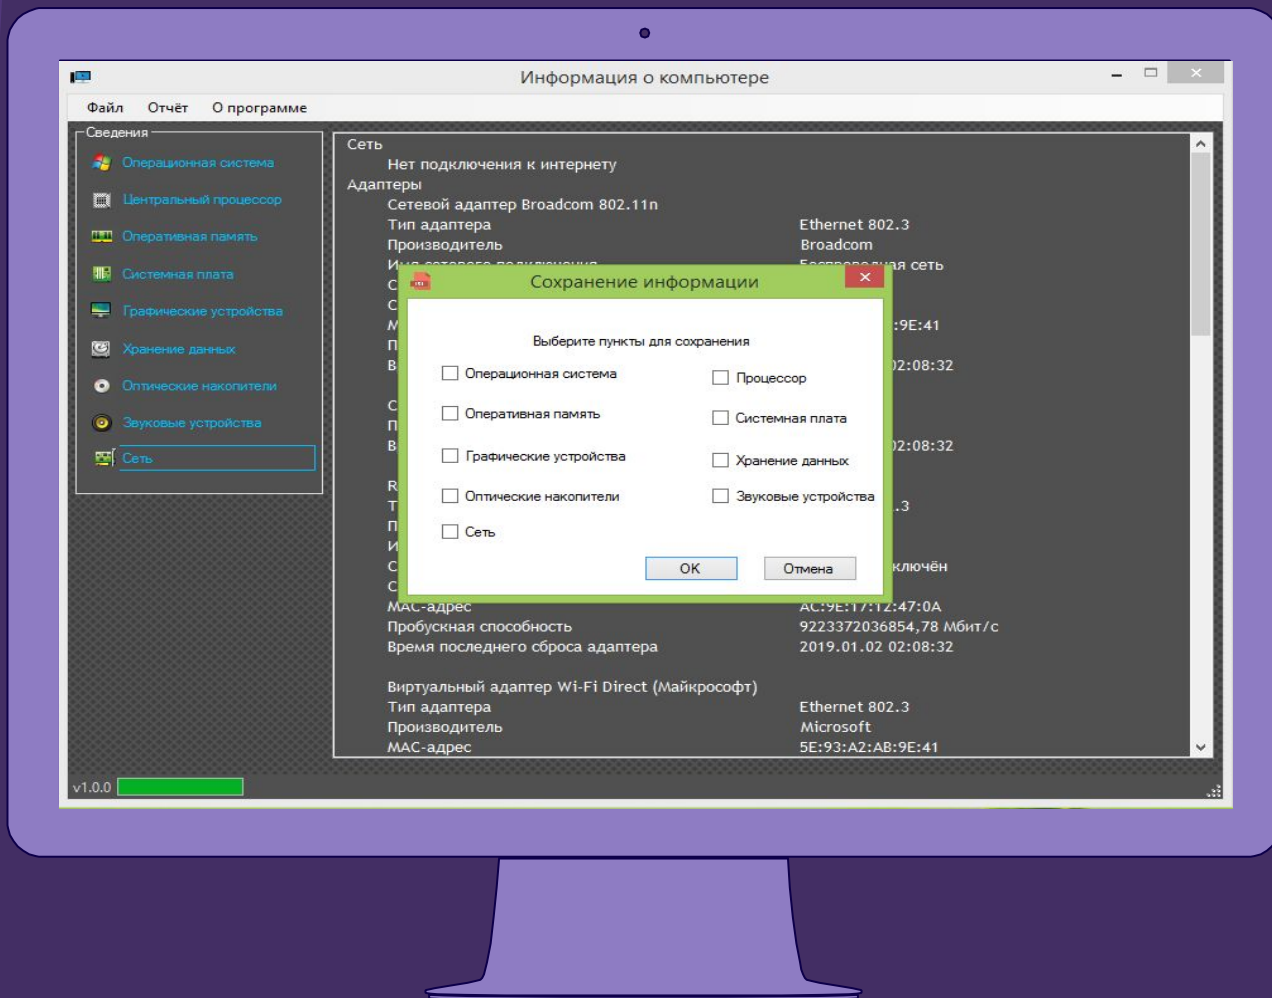 Информация о компьютере
Файл Отчёт О программе
Сведения
Операционная система
Центральный процессор
Оперативная память
Системная плата
Графические устройства
Хранение данных
Оптические накопители
Звуковые устройства
Сеть
Сеть
Нет подключения к интернету
Адаптеры
Сетевой адаптер Broadcom 802.11n
Тип адаптера Ethernet 802.3
Производитель Broadcom
сеть
:9E:41
02:08:32
02:08:32
.3
Сохранение информации
Выберите пункты для сохранения
Операционная система Процессор
Оперативная память Системная плата
Графические устройства Хранение данных
Оптические накопители Звуковые устройства
Сеть
OK Отмена
MAC-адрес AC:9E:17:12:47:0A
Пробускная способность 9223372036854,78 Мбит/с
Время последнего сброса адаптера 2019.01.02 02:08:32
Виртуальный адаптер Wi-Fi Direct (Майкрософт)
Тип адаптера Ethernet 802.3
Производитель Microsoft
MAC-адрес 5E:93:A2:AB:9E:41
v1.0.0